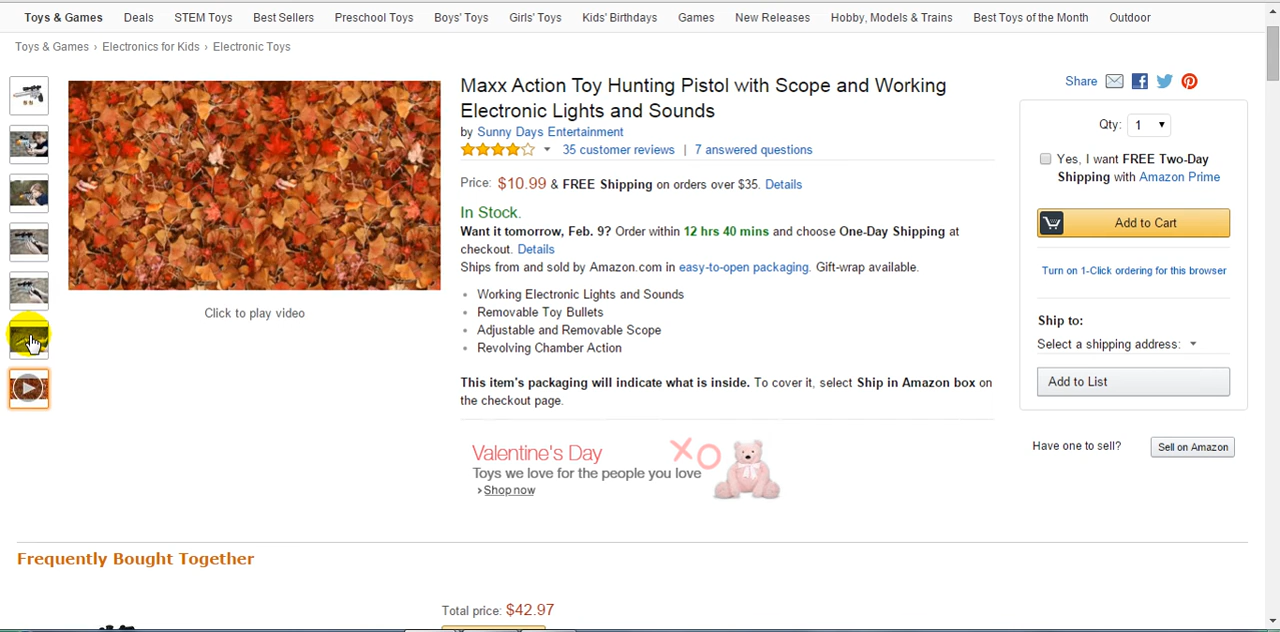 Toys & Games Deals STEM Toys Best Sellers Preschool Toys Boys' Toys Girls' Toys Kids' Birthdays Games New Releases Hobby, Models & Trains Best Toys of the Month Outdoor
Toys & Games › Electronics for Kids › Electronic Toys
Maxx Action Toy Hunting Pistol with Scope and Working
Electronic Lights and Sounds
by Sunny Days Entertainment
35 customer reviews | 7 answered questions
Price: $10.99 & FREE Shipping on orders over $35. Details
In Stock.
Want it tomorrow, Feb. 9? Order within 12 hrs 40 mins and choose One-Day Shipping at
checkout. Details
Ships from and sold by Amazon.com in easy-to-open packaging. Gift-wrap available.
• Working Electronic Lights and Sounds
• Removable Toy Bullets
• Adjustable and Removable Scope
• Revolving Chamber Action
This item's packaging will indicate what is inside. To cover it, select Ship in Amazon box on
the checkout page.
Click to play video
Valentine's Day
XO
Toys we love for the people you love
› Shop now
Share
Qty: 1
Yes, I want FREE Two-Day
Shipping with Amazon Prime
Add to Cart
Turn on 1-Click ordering for this browser
Ship to:
Select a shipping address:
Add to List
Have one to sell? Sell on Amazon
Frequently Bought Together
Total price: $42.97